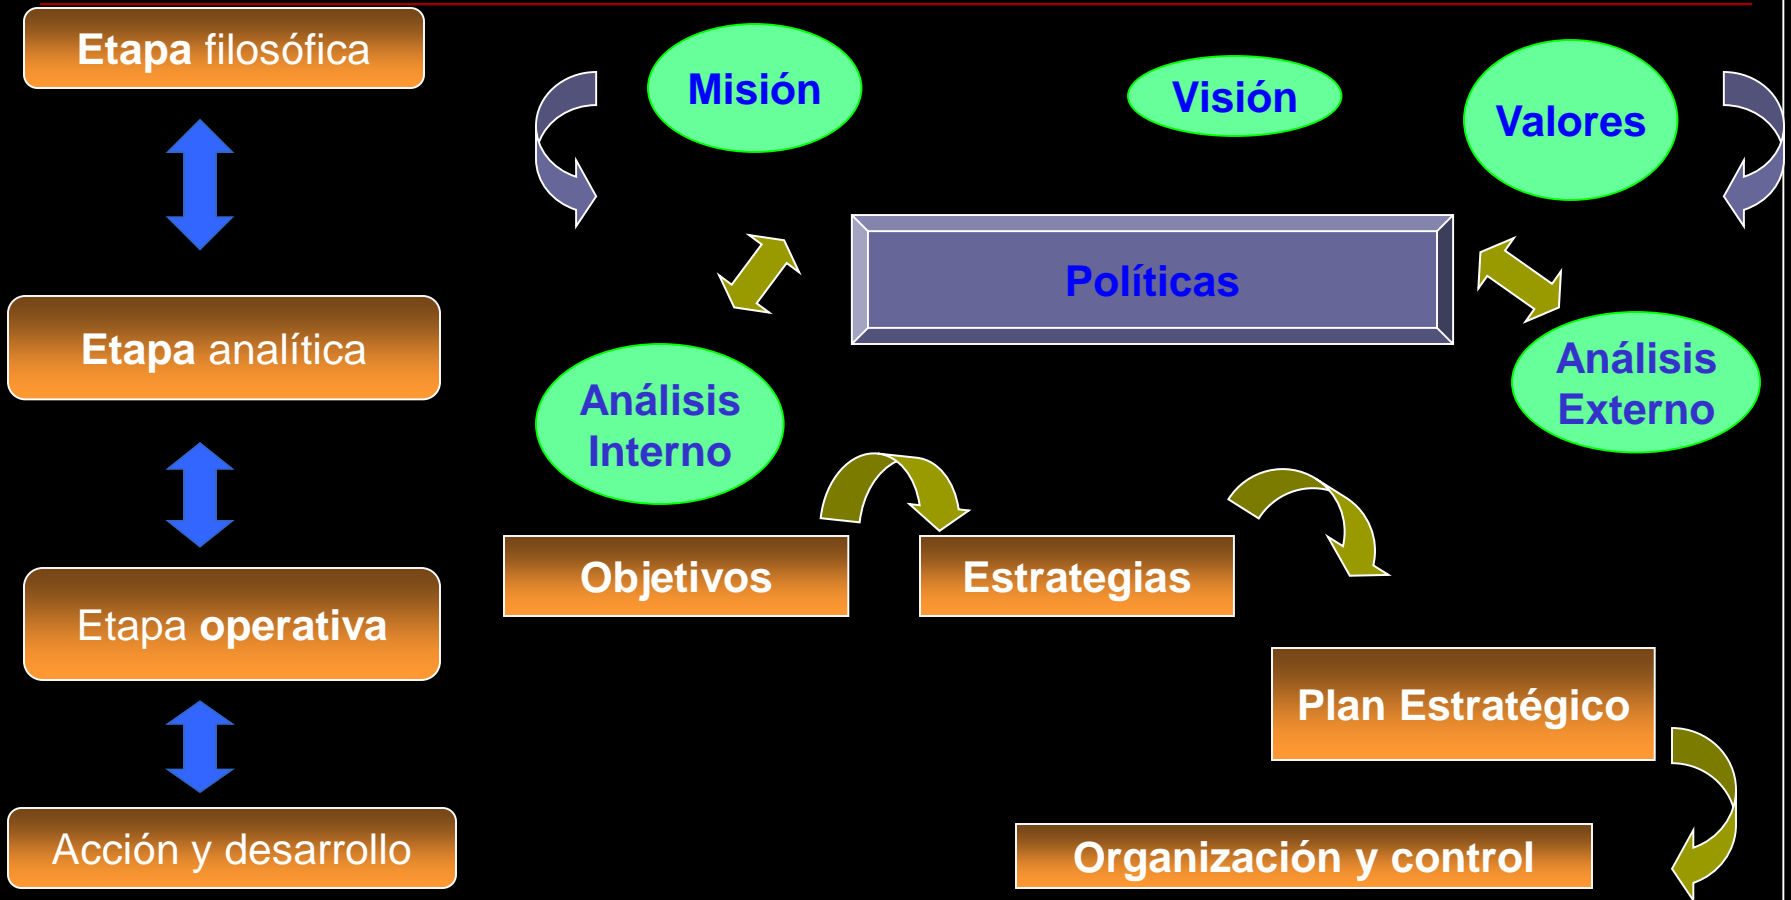 Etapa filosófica
Misión
Visión
Valores
Políticas
Etapa analítica
Análisis
Interno
Análisis
Externo
Etapa operativa
Objetivos
Estrategias
Plan Estratégico
Acción y desarrollo
Organización y control